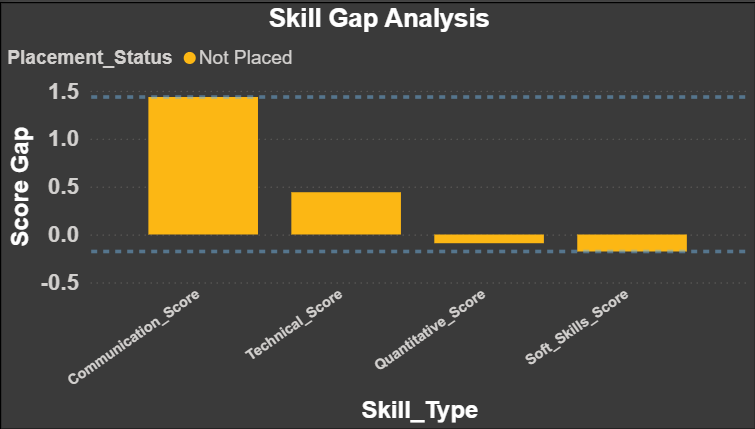 Skill Gap Analysis
Placement_Status Not Placed
1.5
1.0
0.5
0.0
-0.5
Score Gap
Communication_Score
Technical_Score
Quantitative_Score
Soft_Skills_Score
Skill_Type